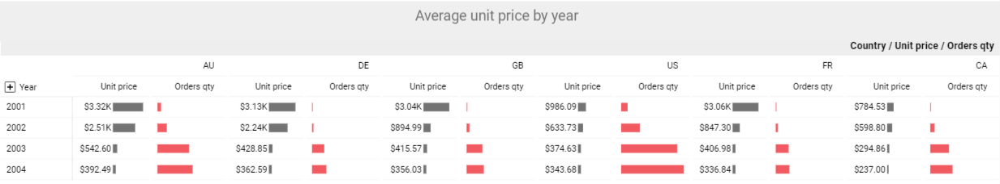 Average unit price by year
Country / Unit price / Orders qty
AU DE GB US FR CA
Year Unit price Orders qty Unit price Orders qty Unit price Orders qty Unit price Orders qty Unit price Orders qty Unit price Orders qty
2001 $3.32K $3.13K $3.04K $986.09 $3.06K $784.53
2002 $2.51K $2.24K $894.99 $633.73 $847.30 $598.80
2003 $542.60 $428.85 $415.57 $374.63 $406.98 $294.86
2004 $392.49 $362.59 $356.03 $343.68 $336.84 $237.00